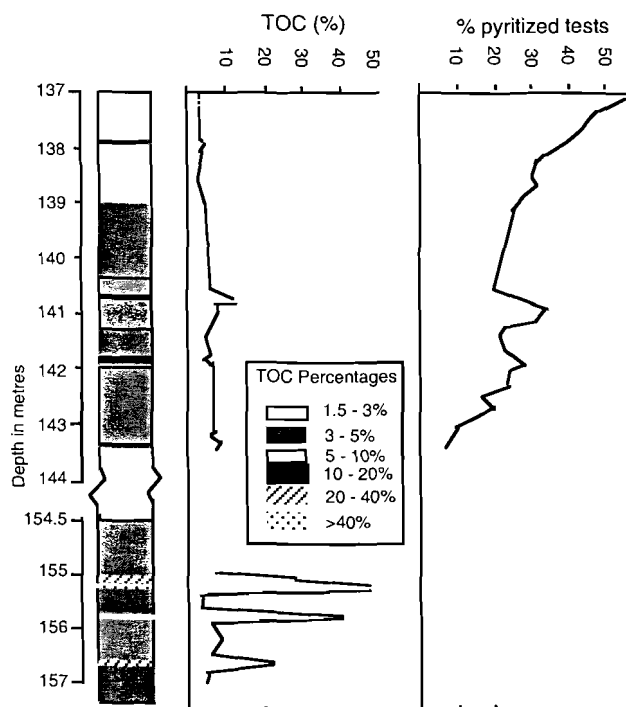 TOC (%)
% pyritized tests
10 20 30 40 50
10 20 30 40 50
137
138
139
140
141
142
143
144
154.5
155
156
157
Depth in metres
TOC Percentages
1.5 - 3%
3 - 5%
5 - 10%
10 - 20%
20 - 40%
>40%